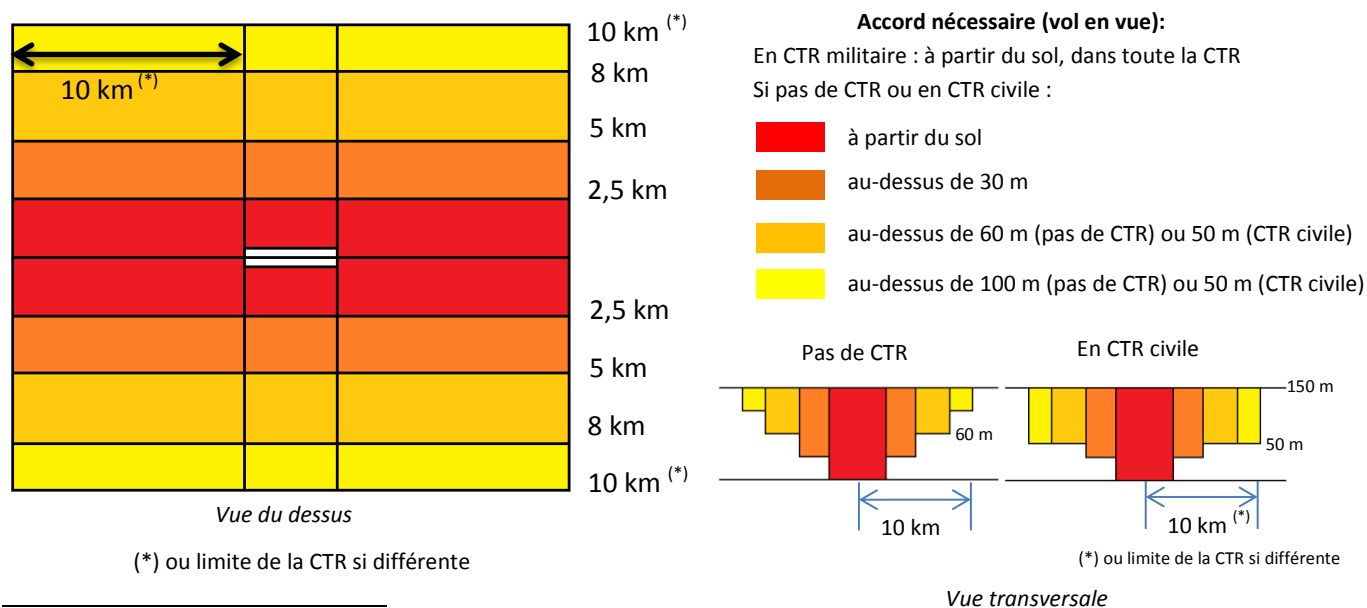 10 km (*)
10 km (*)
8 km
5 km
2,5 km
2,5 km
5 km
8 km
10 km (*)
Vue du dessus
(*) ou limite de la CTR si différente
Accord nécessaire (vol en vue):
En CTR militaire : à partir du sol, dans toute la CTR
Si pas de CTR ou en CTR civile :
à partir du sol
au-dessus de 30 m
au-dessus de 60 m (pas de CTR) ou 50 m (CTR civile)
au-dessus de 100 m (pas de CTR) ou 50 m (CTR civile)
Pas de CTR
60 m
10 km
En CTR civile
150 m
50 m
10 km (*)
(*) ou limite de la CTR si différente
Vue transversale